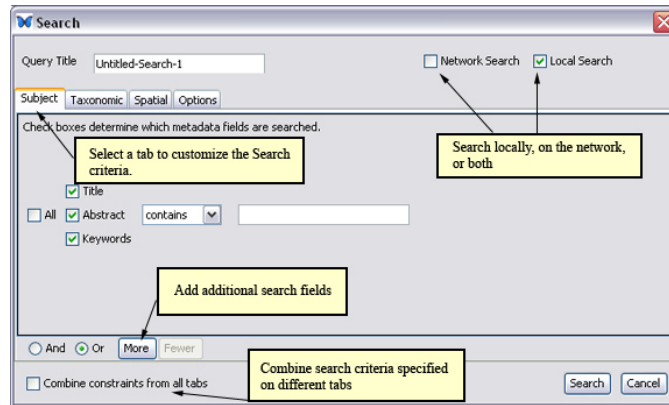 Search
Query Title Untitled-Search-1 Network Search Local Search
Subject Taxonomic Spatial Options
Check boxes determine which metadata fields are searched.
Select a tab to customize the Search
criteria.
Search locally, on the network,
or both
Title
All Abstract contains
Keywords
Add additional search fields
And Or More Fewer
Combine search criteria specified
on different tabs
Combine constraints from all tabs Search Cancel